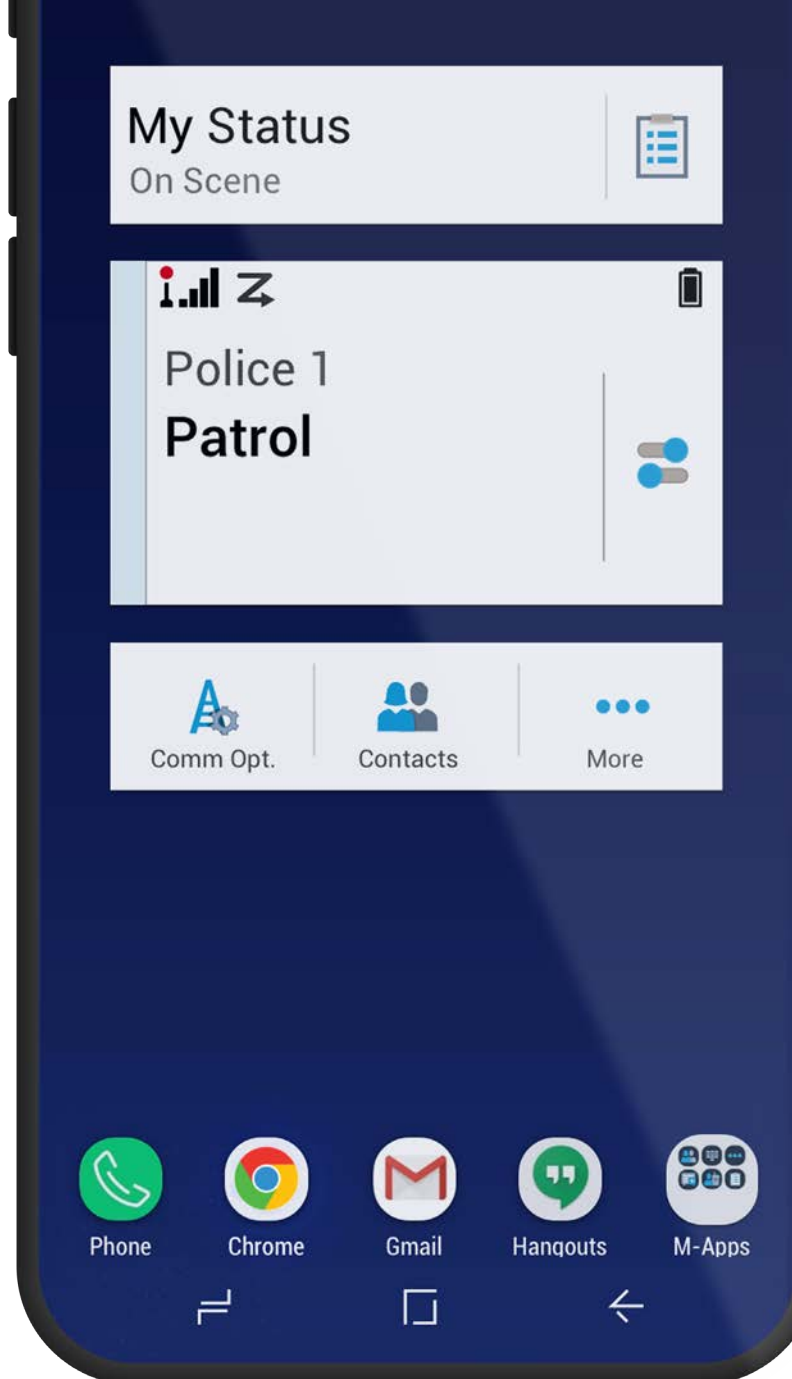 My Status
On Scene
Police 1
Patrol
Comm Opt.
Contacts
More
Phone
Chrome
Gmail
Hangouts
M-Apps